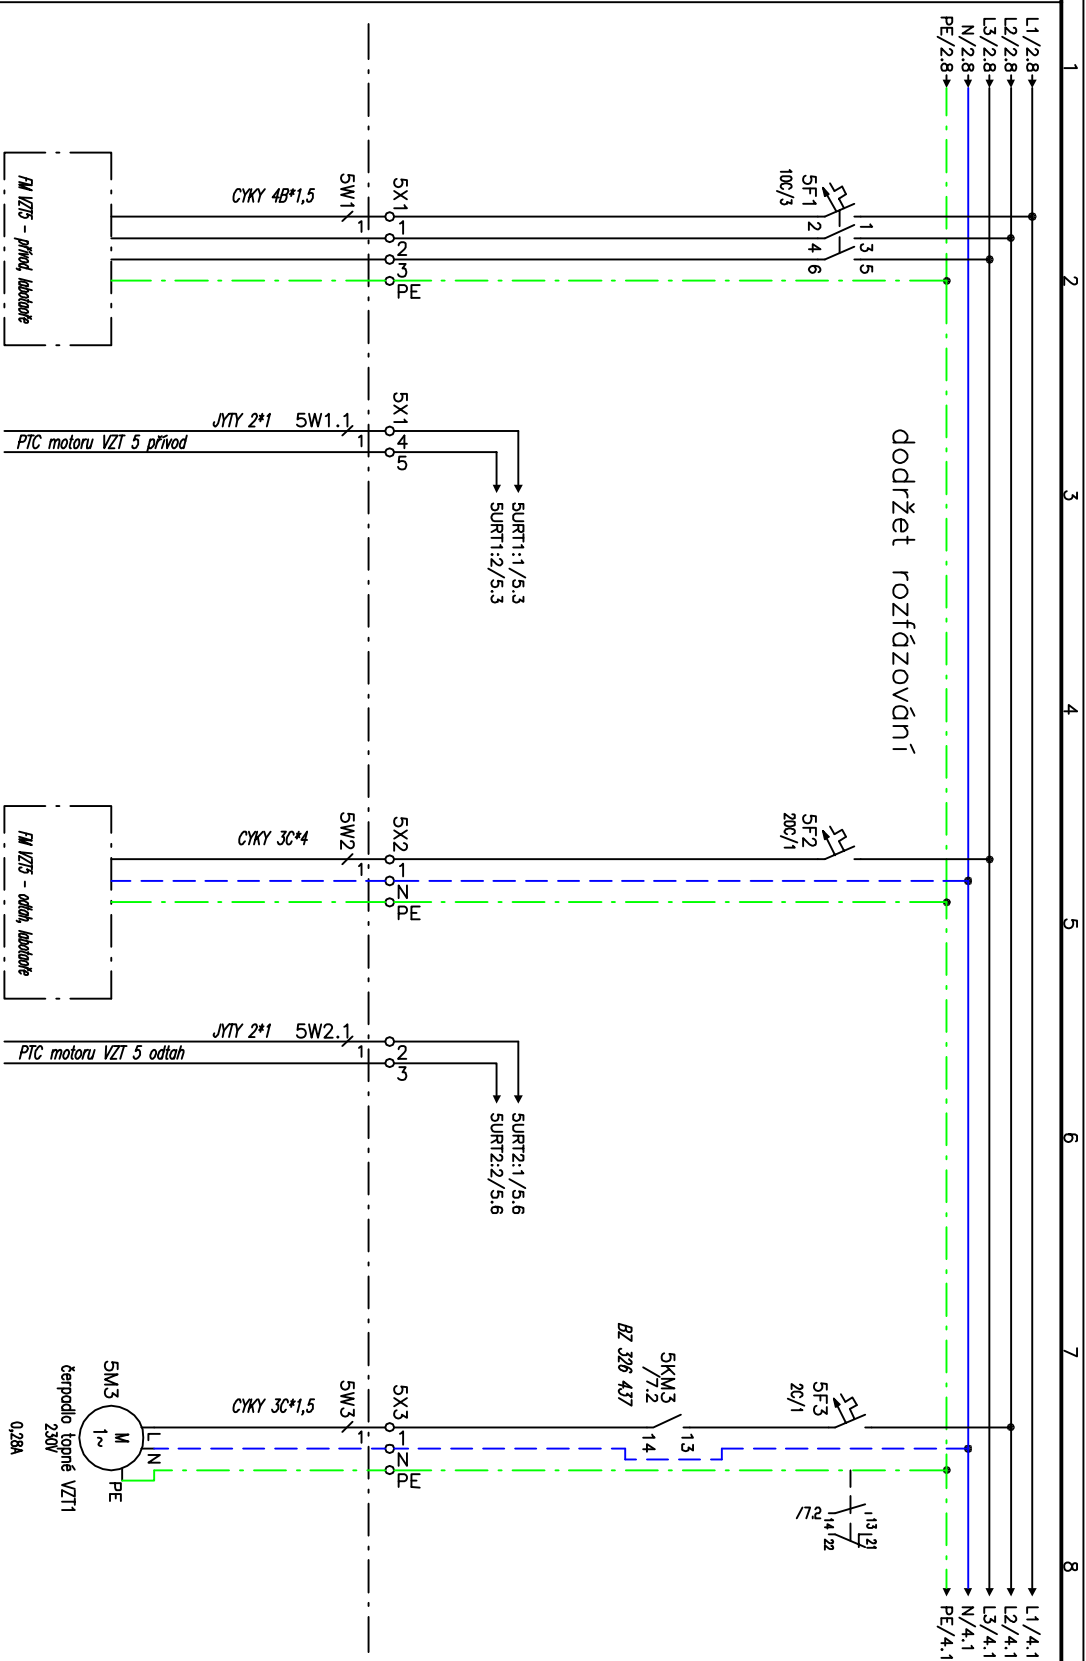 1
2
3
4
5
6
7
8
L1/2.8
L2/2.8
L3/2.8
N/2.8
PE/2.8
L1/4.1
L2/4.1
L3/4.1
N/4.1
PE/4.1
dodržet rozfázování
5F1
10C/3
1 3 5
2 4 6
5X1
1
2
3
PE
5W1
1
CYKY 4B*1,5
FM VZT5 - přívod, labotaoře
5URT1:1/5.3
5URT1:2/5.3
5X1
4
5
5W1.1
1
JYTY 2*1
PTC motoru VZT 5 přívod
5F2
20C/1
5X2
1
N
PE
5W2
1
CYKY 3C*4
FM VZT5 - odtah, labotaoře
5URT2:1/5.6
5URT2:2/5.6
2
3
5W2.1
1
JYTY 2*1
PTC motoru VZT 5 odtah
5F3
2C/1
13 21
14 22
/7.2
5KM3
/7.2
BZ 326 437
13
14
5X3
1
N
PE
5W3
1
CYKY 3C*1,5
L
N
PE
M
1~
5M3
čerpadlo topné VZT1
230V
0,28A